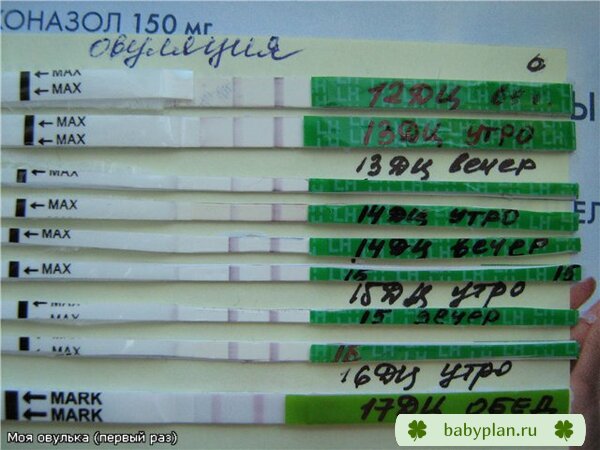 КОНАЗОЛ 150 мг
овуляция
б
MAX
MAX
12ДЦ
MAX
MAX
13ДЦ утро
13ДЦ вечер
MAX
14ДЦ утро
MAX
14ДЦ вечер
MAX
15 15
MAX
15ДЦ утро
MAX
15 вечер
MAX
16
MAX
16ДЦ утро
MARK
MARK
17ДЦ ОБЕД
Моя овулька (первый раз)
babyplan.ru